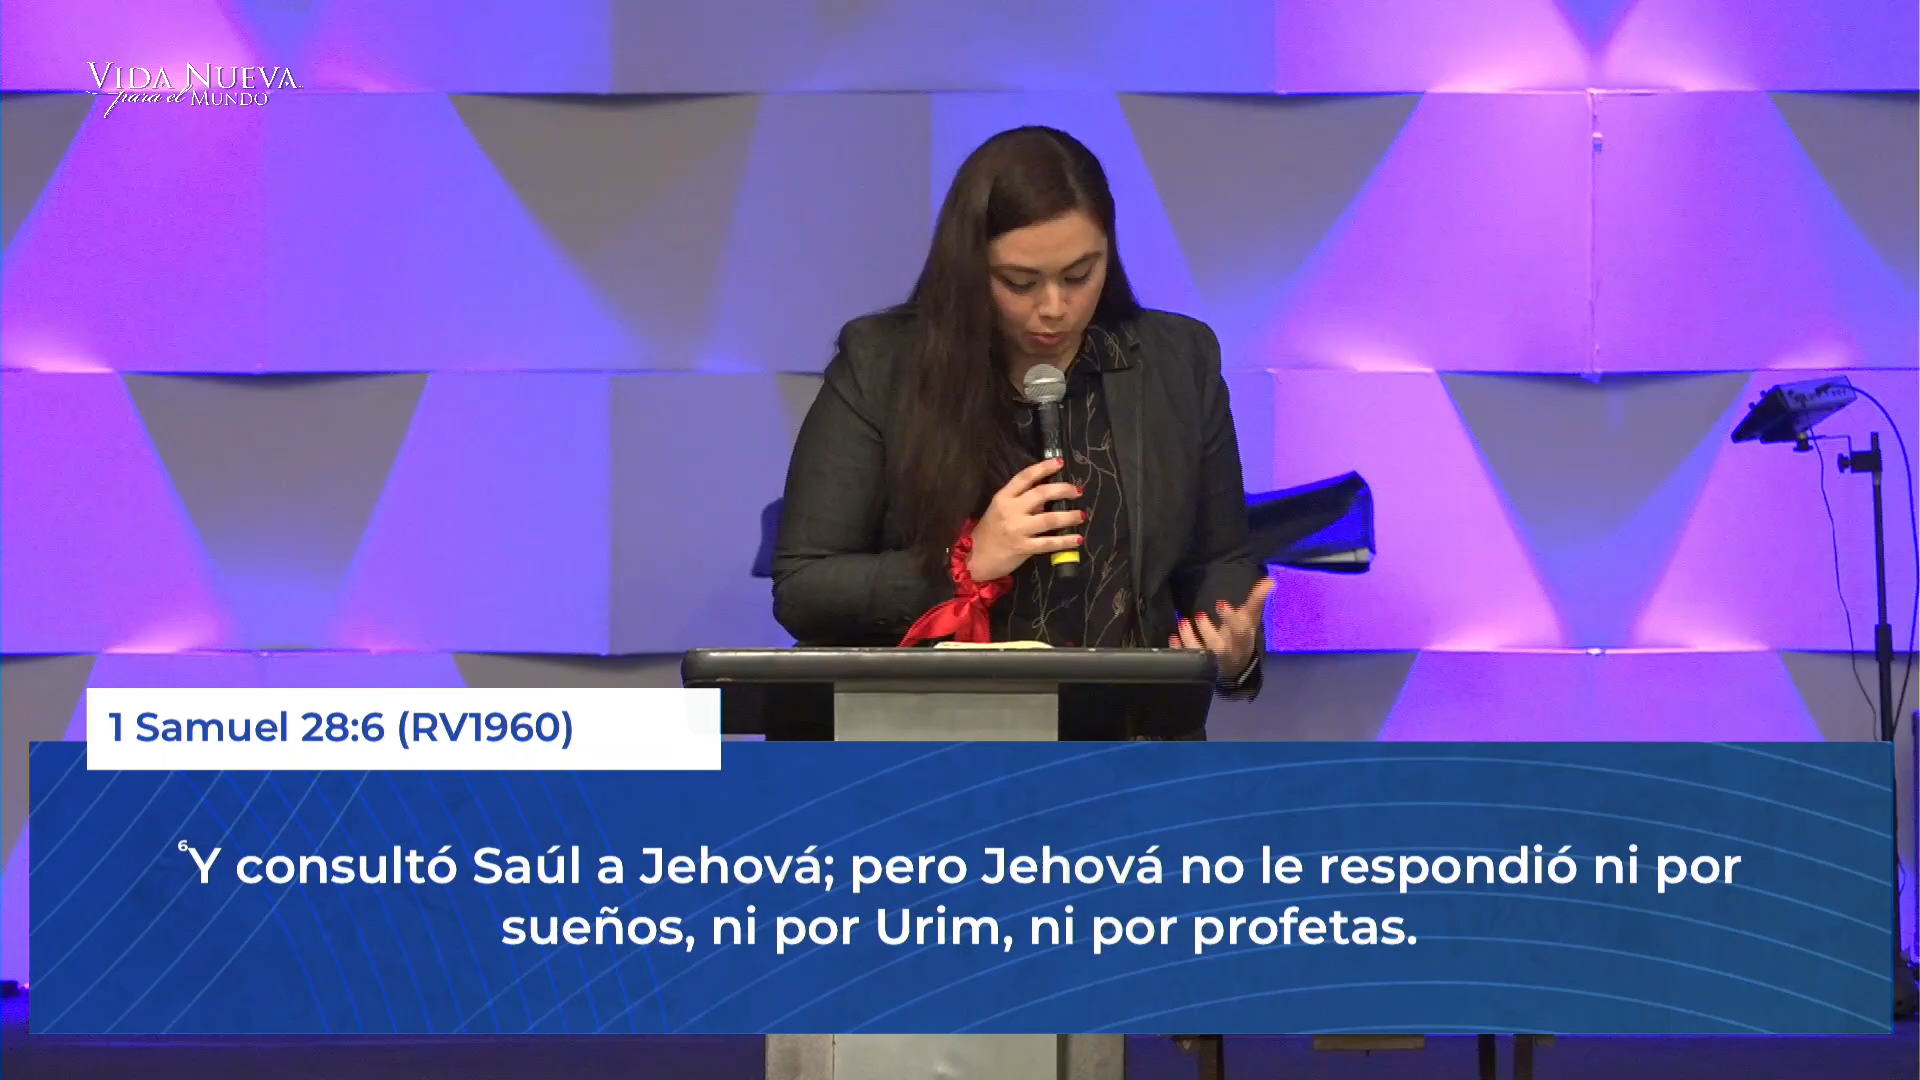 VIDA NUEVA
para el MUNDO
1 Samuel 28:6 (RV1960)
⁶Y consultó Saúl a Jehová; pero Jehová no le respondió ni por
sueños, ni por Urim, ni por profetas.